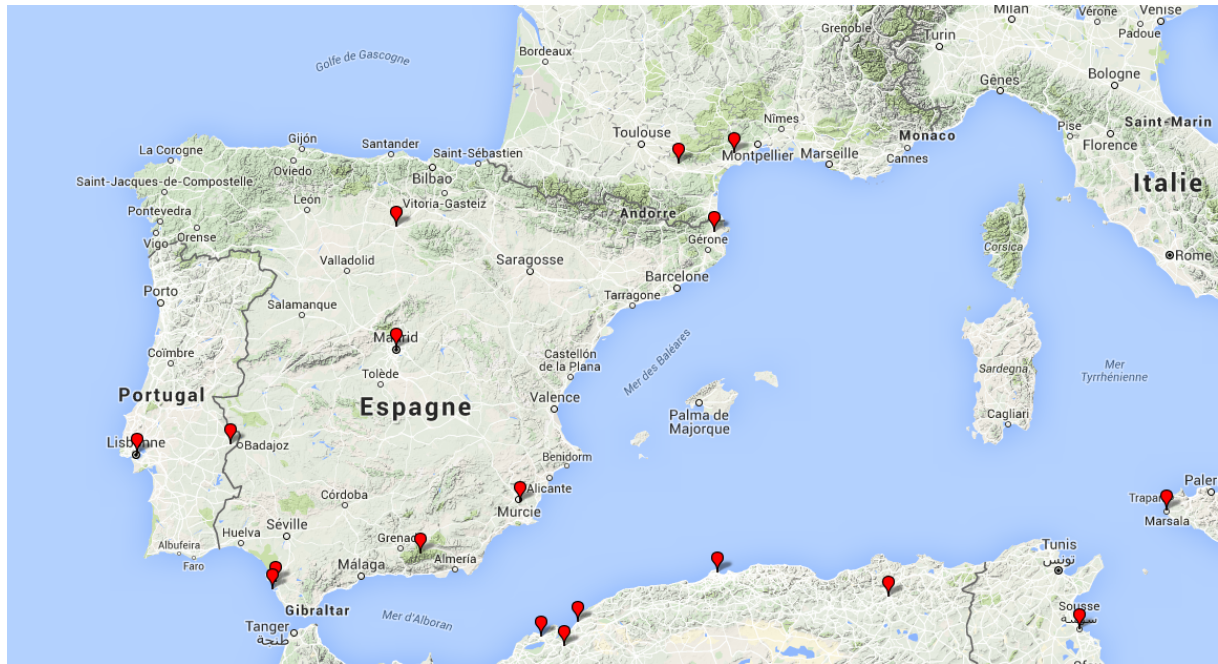 Milan
Vérone
Venise
Grenoble
Turin
Padoue
Bordeaux
Golfe de Gascogne
Bologne
Gênes
Nîmes
Saint-Marin
Gijón
Toulouse
Monaco
Pise
La Corogne
Santander
Montpellier
Marseille
Cannes
Florence
Oviedo
Saint-Sébastien
Bilbao
Saint-Jacques-de-Compostelle
Italie
León
Vitoria-Gasteiz
Andorre
Pontevedra
Orense
Vigo
Gérone
Corsica
Rome
Valladolid
Saragosse
Barcelone
Porto
Salamanque
Tarragone
Madrid
Mer des Baléares
Coïmbre
Castellón
de la Plana
Mer
Tyrrhénienne
Tolède
Sardegna
Portugal
Espagne
Valence
Palma de
Majorque
Cagliari
Lisbonne
Badajoz
Benidorm
Alicante
Córdoba
Murcie
Marsala
Huelva
Séville
Albufeira
Faro
Málaga
Almería
Tunis
تونس
Gibraltar
Mer d'Alboran
Sousse
Tanger
طنجة